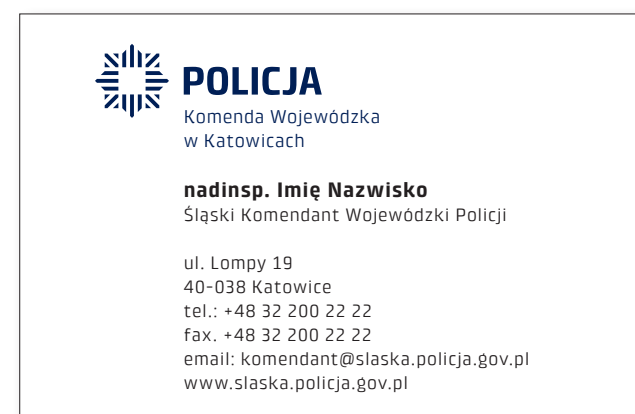 POLICJA
Komenda Wojewódzka
w Katowicach
nadinsp. Imię Nazwisko
Śląski Komendant Wojewódzki Policji
ul. Lompy 19
40-038 Katowice
tel.: +48 32 200 22 22
fax. +48 32 200 22 22
email: komendant@slaska.policja.gov.pl
www.slaska.policja.gov.pl